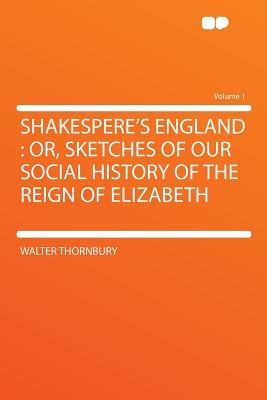 Volume 1
SHAKESPERE'S ENGLAND
: OR, SKETCHES OF OUR
SOCIAL HISTORY OF THE
REIGN OF ELIZABETH
WALTER THORNBURY